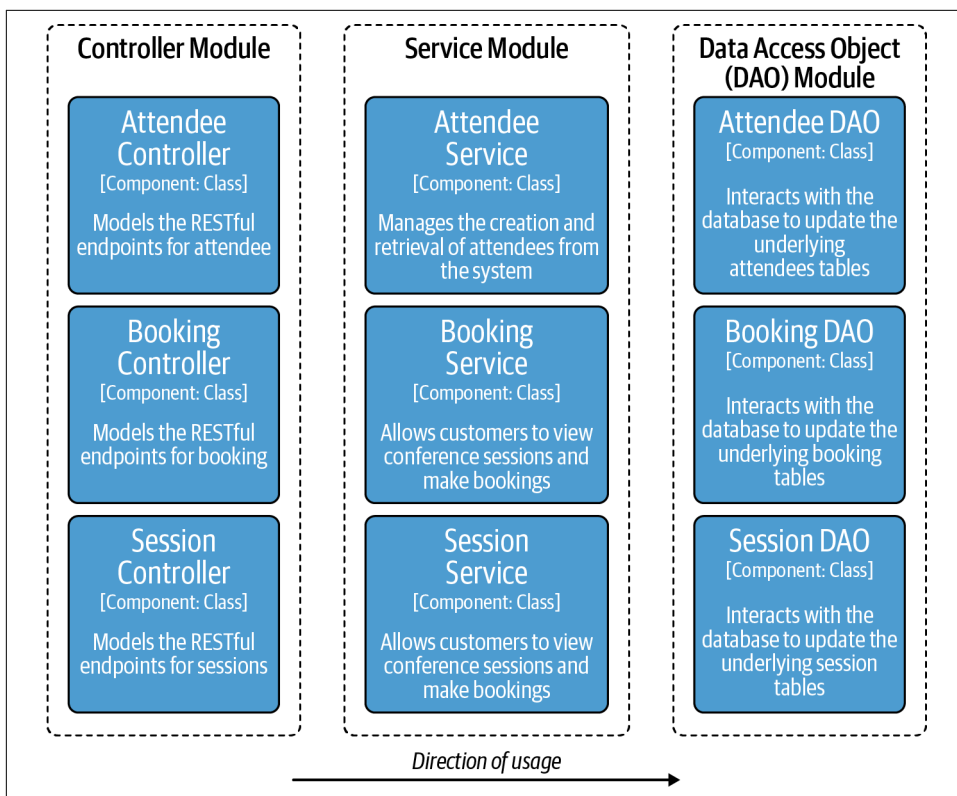 Controller Module
Attendee
Controller
[Component: Class]
Models the RESTful
endpoints for attendee
Booking
Controller
[Component: Class]
Models the RESTful
endpoints for booking
Session
Controller
[Component: Class]
Models the RESTful
endpoints for sessions
Service Module
Attendee
Service
[Component: Class]
Manages the creation and
retrieval of attendees from
the system
Booking
Service
[Component: Class]
Allows customers to view
conference sessions and
make bookings
Session
Service
[Component: Class]
Allows customers to view
conference sessions and
make bookings
Data Access Object
(DAO) Module
Attendee DAO
[Component: Class]
Interacts with the
database to update the
underlying
attendees tables
Booking DAO
[Component: Class]
Interacts with the
database to update the
underlying booking
tables
Session DAO
[Component: Class]
Interacts with the
database to update the
underlying session
tables
Direction of usage